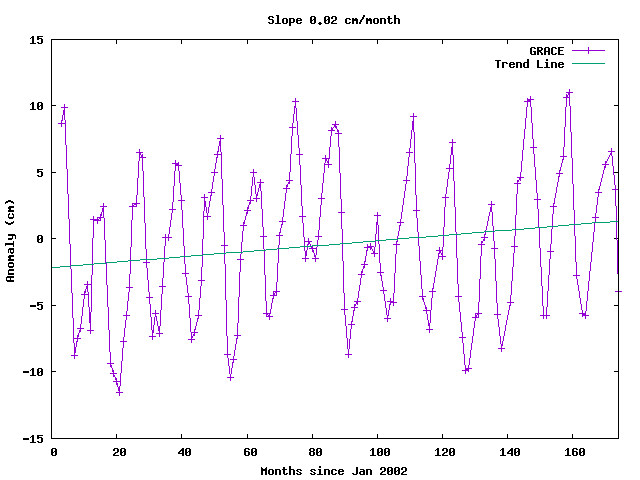 Slope 0.02 cm/month
15
GRACE
Trend Line
10
5
0
-5
-10
-15
Anomaly (cm)
0 20 40 60 80 100 120 140 160
Months since Jan 2002